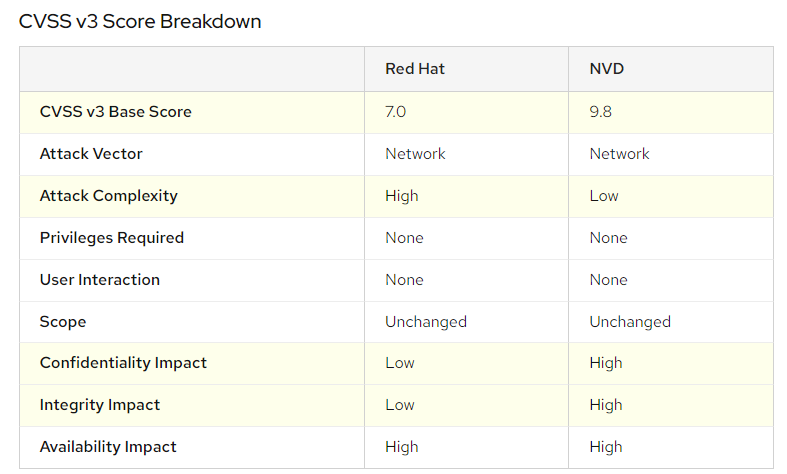 CVSS v3 Score Breakdown
Red Hat NVD
CVSS v3 Base Score 7.0 9.8
Attack Vector Network Network
Attack Complexity High Low
Privileges Required None None
User Interaction None None
Scope Unchanged Unchanged
Confidentiality Impact Low High
Integrity Impact Low High
Availability Impact High High